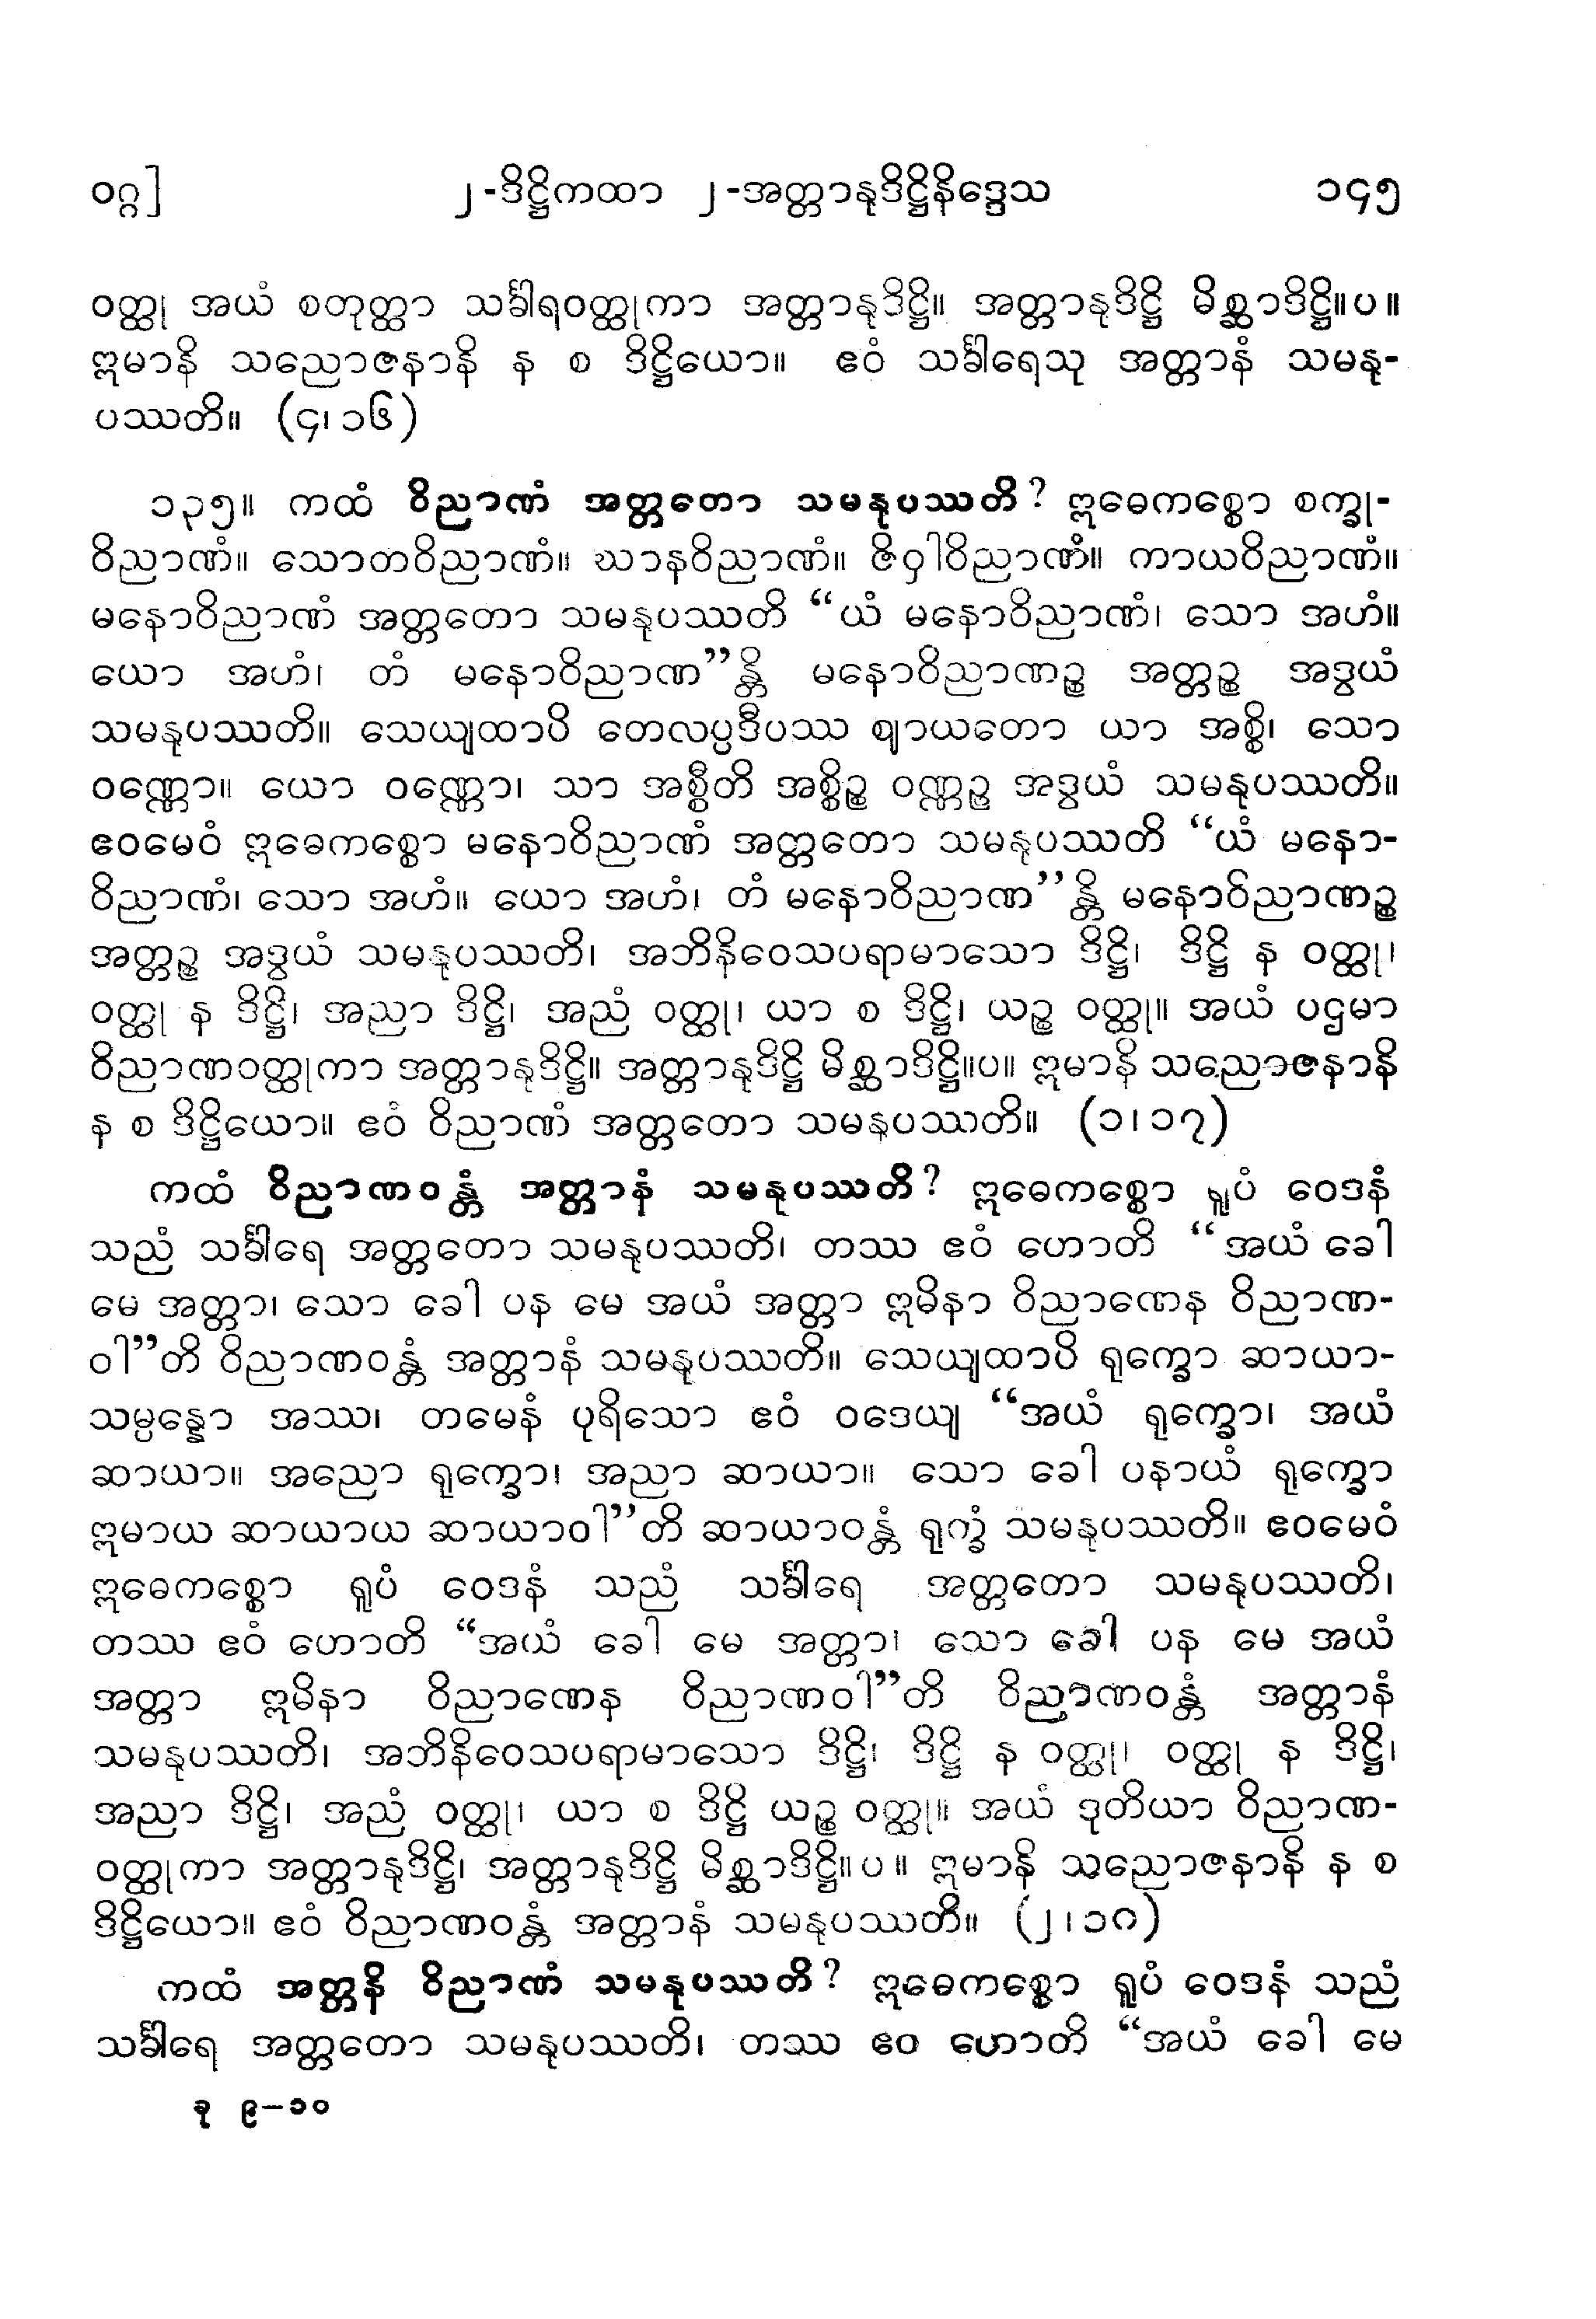 ဝဂ္ဂ] ၂-ဒိဋ္ဌိကထာ ၂-အတ္တာနုဒိဋ္ဌိနိဒ္ဒေသ ၁၄၅
ဝတ္ထု အယံ စတုတ္ထာ သင်္ခါရဝတ္ထုကာ အတ္တာနုဒိဋ္ဌိ။ အတ္တာနုဒိဋ္ဌိ မိစ္ဆာဒိဋ္ဌိ။ပ။
ဣမာနိ သညောဇနာနိ န စ ဒိဋ္ဌိယော။ ဧဝံ သင်္ခါရေသု အတ္တာနံ သမနု-
ပဿတိ။ (၄၊၁၆)
၁၃၅။ ကထံ ဝိညာဏံ အတ္တတော သမနုပဿတိ? ဣဓေကစ္စော စက္ခု-
ဝိညာဏံ။ သောတဝိညာဏံ။ ဃာနဝိညာဏံ။ ဇိဝှါဝိညာဏံ။ ကာယဝိညာဏံ။
မနောဝိညာဏံ အတ္တတော သမနုပဿတိ “ယံ မနောဝိညာဏံ၊ သော အဟံ။
ယော အဟံ၊ တံ မနောဝိညာဏ”န္တိ မနောဝိညာဏဉ္စ အတ္တဉ္စ အဒွယံ
သမနုပဿတိ။ သေယျထာပိ တေလပ္ပဒီပဿ ဈာယတော ယာ အစ္စိ၊ သော
ဝဏ္ဏော။ ယော ဝဏ္ဏော၊ သာ အစ္စီတိ အစ္စိဉ္စ ဝဏ္ဏဉ္စ အဒွယံ သမနုပဿတိ။
ဧဝမေဝံ ဣဓေကစ္စော မနောဝိညာဏံ အတ္တတော သမနုပဿတိ “ယံ မနော-
ဝိညာဏံ၊ သော အဟံ။ ယော အဟံ၊ တံ မနောဝိညာဏ”န္တိ မနောဝိညာဏဉ္စ
အတ္တဉ္စ အဒွယံ သမနုပဿတိ၊ အဘိနိဝေသပရာမာသော ဒိဋ္ဌိ၊ ဒိဋ္ဌိ န ဝတ္ထု၊
ဝတ္ထု န ဒိဋ္ဌိ၊ အညာ ဒိဋ္ဌိ၊ အညံ ဝတ္ထု၊ ယာ စ ဒိဋ္ဌိ၊ ယဉ္စ ဝတ္ထု။ အယံ ပဌမာ
ဝိညာဏဝတ္ထုကာ အတ္တာနုဒိဋ္ဌိ။ အတ္တာနုဒိဋ္ဌိ မိစ္ဆာဒိဋ္ဌိ။ပ။ ဣမာနိ သညောဇနာနိ
န စ ဒိဋ္ဌိယော။ ဧဝံ ဝိညာဏံ အတ္တတော သမနုပဿတိ။ (၁၊၁၇)
ကထံ ဝိညာဏဝန္တံ အတ္တာနံ သမနုပဿတိ? ဣဓေကစ္စော ရူပံ ဝေဒနံ
သညံ သင်္ခါရေ အတ္တတော သမနုပဿတိ၊ တဿ ဧဝံ ဟောတိ “အယံ ခေါ
မေ အတ္တာ၊ သော ခေါ ပန မေ အယံ အတ္တာ ဣမိနာ ဝိညာဏေန ဝိညာဏ-
ဝါ”တိ ဝိညာဏဝန္တံ အတ္တာနံ သမနုပဿတိ။ သေယျထာပိ ရုက္ခော ဆာယာ-
သမ္ပန္နော အဿ၊ တမေနံ ပုရိသော ဧဝံ ဝဒေယျ “အယံ ရုက္ခော၊ အယံ
ဆာယာ။ အညော ရုက္ခော၊ အညာ ဆာယာ။ သော ခေါ ပနာယံ ရုက္ခော
ဣမာယ ဆာယာယ ဆာယာဝါ”တိ ဆာယာဝန္တံ ရုက္ခံ သမနုပဿတိ။ ဧဝမေဝံ
ဣဓေကစ္စော ရူပံ ဝေဒနံ သညံ သင်္ခါရေ အတ္တတော သမနုပဿတိ၊
တဿ ဧဝံ ဟောတိ “အယံ ခေါ မေ အတ္တာ၊ သော ခေါ ပန မေ အယံ
အတ္တာ ဣမိနာ ဝိညာဏေန ဝိညာဏဝါ”တိ ဝိညာဏဝန္တံ အတ္တာနံ
သမနုပဿတိ၊ အဘိနိဝေသပရာမာသော ဒိဋ္ဌိ၊ ဒိဋ္ဌိ န ဝတ္ထု၊ ဝတ္ထု န ဒိဋ္ဌိ၊
အညာ ဒိဋ္ဌိ၊ အညံ ဝတ္ထု၊ ယာ စ ဒိဋ္ဌိ ယဉ္စ ဝတ္ထု။ အယံ ဒုတိယာ ဝိညာဏ-
ဝတ္ထုကာ အတ္တာနုဒိဋ္ဌိ၊ အတ္တာနုဒိဋ္ဌိ မိစ္ဆာဒိဋ္ဌိ။ပ။ ဣမာနိ သညောဇနာနိ န စ
ဒိဋ္ဌိယော။ ဧဝံ ဝိညာဏဝန္တံ အတ္တာနံ သမနုပဿတိ။ (၂၊၁၈)
ကထံ အတ္တနိ ဝိညာဏံ သမနုပဿတိ? ဣဓေကစ္စော ရူပံ ဝေဒနံ သညံ
သင်္ခါရေ အတ္တတော သမနုပဿတိ၊ တဿ ဧဝ ဟောတိ “အယံ ခေါ မေ
ခု ၉–၁၀